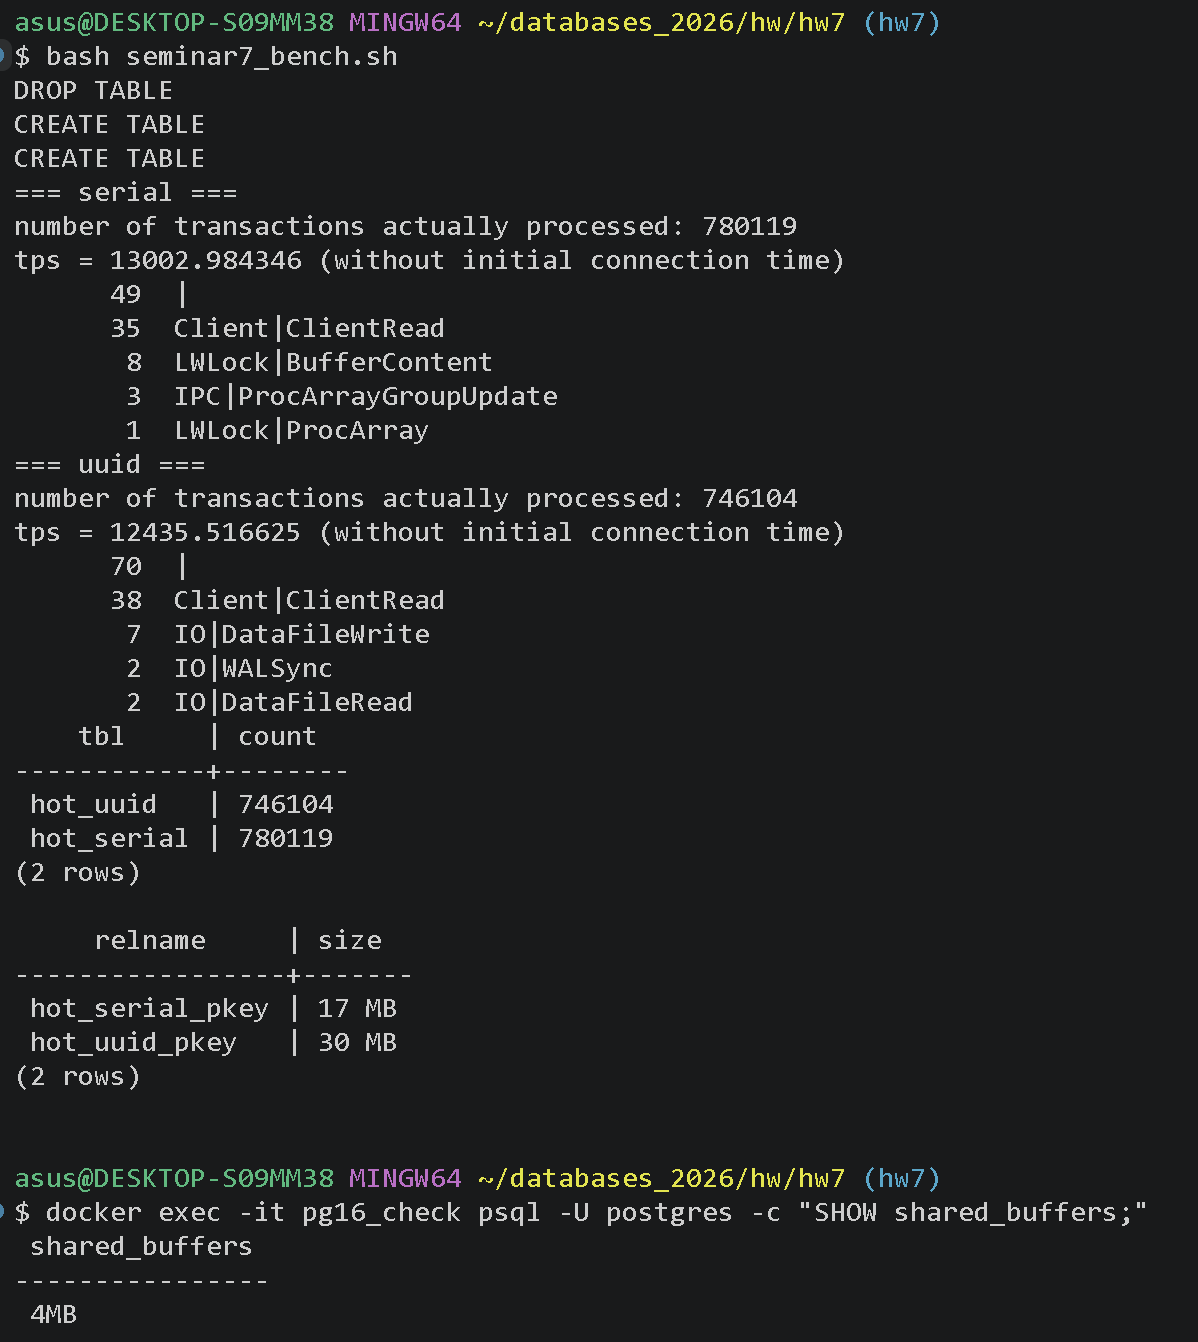 asus@DESKTOP-S09MM38 MINGW64 ~/databases_2026/hw/hw7 (hw7)
$ bash seminar7_bench.sh
DROP TABLE
CREATE TABLE
CREATE TABLE
=== serial ===
number of transactions actually processed: 780119
tps = 13002.984346 (without initial connection time)
      49  |
      35  Client|ClientRead
       8  LWLock|BufferContent
       3  IPC|ProcArrayGroupUpdate
       1  LWLock|ProcArray
=== uuid ===
number of transactions actually processed: 746104
tps = 12435.516625 (without initial connection time)
      70  |
      38  Client|ClientRead
       7  IO|DataFileWrite
       2  IO|WALSync
       2  IO|DataFileRead
    tbl     | count
------------+--------
 hot_uuid   | 746104
 hot_serial | 780119
(2 rows)

     relname     | size
-----------------+-------
 hot_serial_pkey | 17 MB
 hot_uuid_pkey   | 30 MB
(2 rows)

asus@DESKTOP-S09MM38 MINGW64 ~/databases_2026/hw/hw7 (hw7)
$ docker exec -it pg16_check psql -U postgres -c "SHOW shared_buffers;"
 shared_buffers
----------------
 4MB